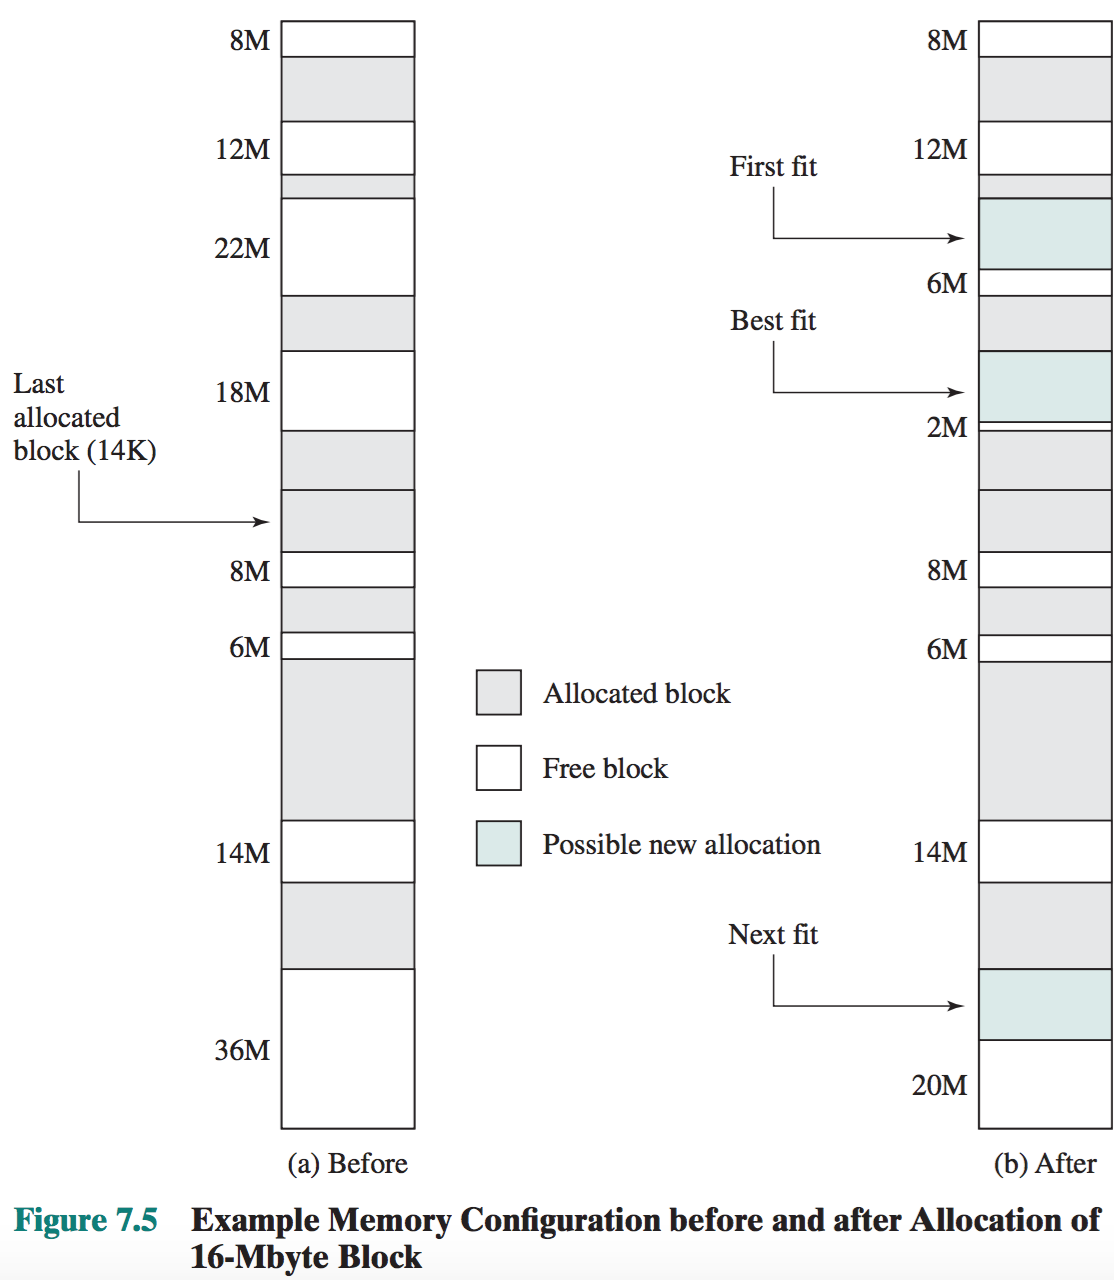 8M
12M
22M
18M
Last
allocated
block (14K)
8M
6M
14M
36M
(a) Before
Allocated block
Free block
Possible new allocation
8M
First fit
12M
6M
Best fit
2M
8M
6M
14M
Next fit
20M
(b) After
Figure 7.5 Example Memory Configuration before and after Allocation of
16-Mbyte Block